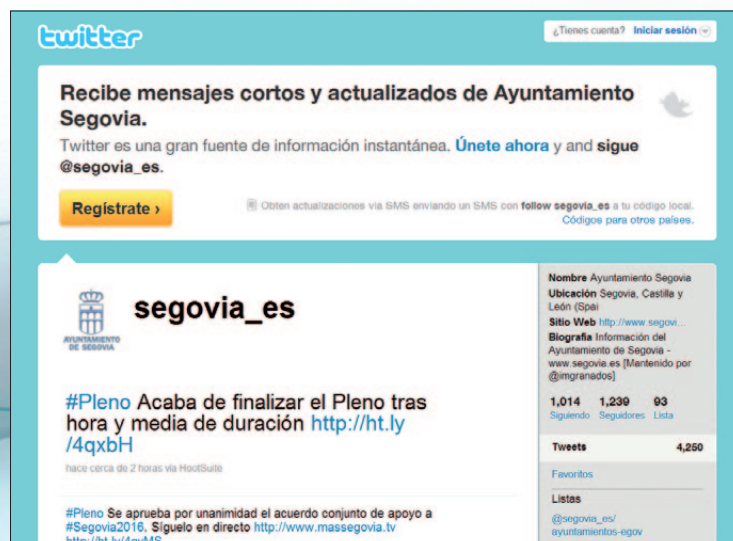 twitter
¿Tienes cuenta? Iniciar sesión
Recibe mensajes cortos y actualizados de Ayuntamiento
Segovia.
Twitter es una gran fuente de información instantánea. Únete ahora y and sigue
@segovia_es.
Regístrate ›
Obten actualizaciones vía SMS enviando un SMS con follow segovia_es a tu código local.
Códigos para otros países.
AYUNTAMIENTO
DE SEGOVIA
segovia_es
#Pleno Acaba de finalizar el Pleno tras
hora y media de duración http://ht.ly
/4qxbH
hace cerca de 2 horas vía HootSuite
#Pleno Se aprueba por unanimidad el acuerdo conjunto de apoyo a
#Segovia2016. Síguelo en directo http://www.massegovia.tv
Nombre Ayuntamiento Segovia
Ubicación Segovia, Castilla y
León (Spai
Sitio Web http://www.segovi...
Biografía Información del
Ayuntamiento de Segovia -
www.segovia.es [Mantenido por
@imgranados]
1,014 1,239 93
Siguiendo Seguidores Lista
Tweets 4,250
Favoritos
Listas
@segovia_es/
ayuntamientos-egov